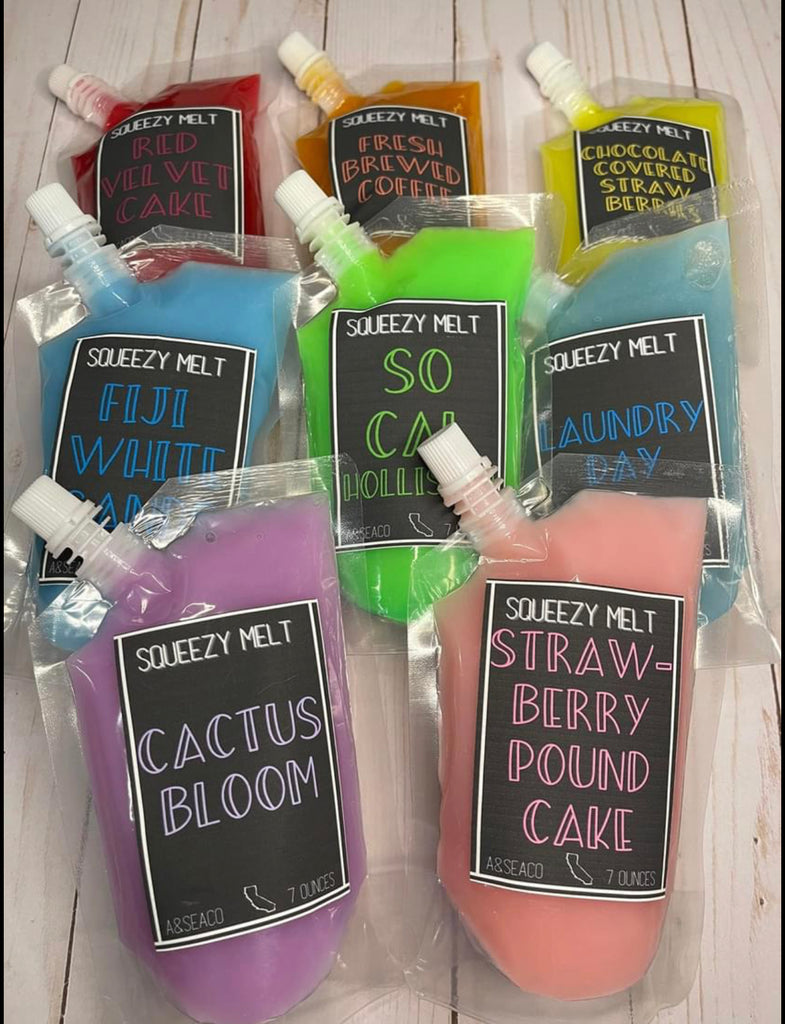 SQUEEZY MELT
RED
VELVET
CAKE
SQUEEZY MELT
FRESH
BREWED
COFFEE
SQUEEZY MELT
CHOCOLATE
COVERED
STRAW
BERRIES
SQUEEZY MELT
FIJI
WHITE
SQUEEZY MELT
SO
CAL
SQUEEZY MELT
LAUNDRY
DAY
SQUEEZY MELT
CACTUS
BLOOM
A&SEACO 7 OUNCES
SQUEEZY MELT
STRAW-
BERRY
POUND
CAKE
A&SEACO 7 OUNCES